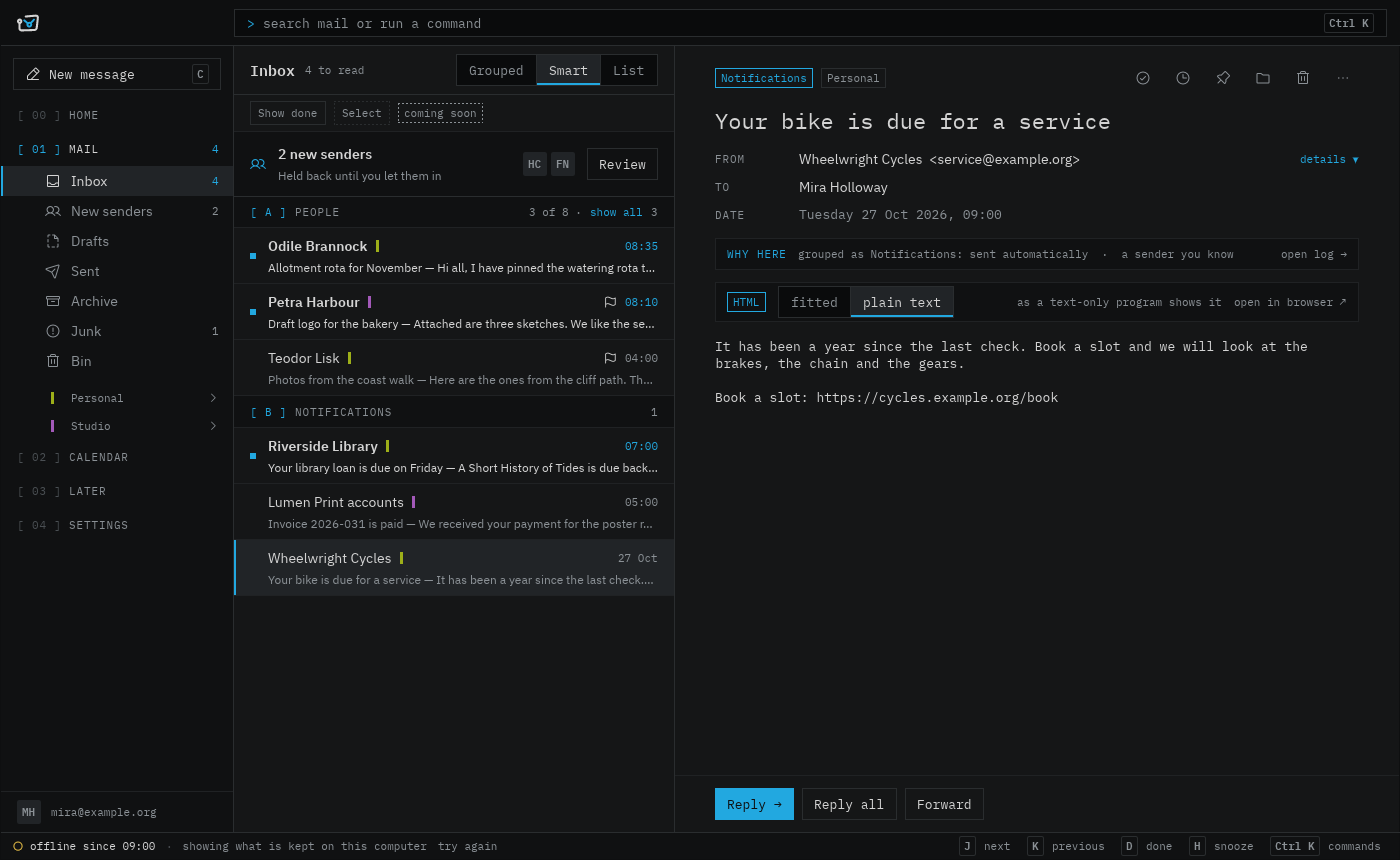 > search mail or run a command Ctrl K
New message C
[ 00 ] HOME
[ 01 ] MAIL 4
Inbox 4
New senders 2
Drafts
Sent
Archive
Junk 1
Bin
Personal
Studio
[ 02 ] CALENDAR
[ 03 ] LATER
[ 04 ] SETTINGS
MH mira@example.org
Inbox 4 to read Grouped Smart List
Show done Select coming soon
2 new senders
Held back until you let them in
HC FN Review
[ A ] PEOPLE 3 of 8 · show all 3
Odile Brannock 08:35
Allotment rota for November — Hi all, I have pinned the watering rota t...
Petra Harbour 08:10
Draft logo for the bakery — Attached are three sketches. We like the se...
Teodor Lisk 04:00
Photos from the coast walk — Here are the ones from the cliff path. Th...
[ B ] NOTIFICATIONS 1
Riverside Library 07:00
Your library loan is due on Friday — A Short History of Tides is due back...
Lumen Print accounts 05:00
Invoice 2026-031 is paid — We received your payment for the poster r...
Wheelwright Cycles 27 Oct
Your bike is due for a service — It has been a year since the last check....
Notifications Personal
Your bike is due for a service
FROM Wheelwright Cycles <service@example.org> details ▾
TO Mira Holloway
DATE Tuesday 27 Oct 2026, 09:00
WHY HERE grouped as Notifications: sent automatically · a sender you know open log →
HTML fitted plain text as a text-only program shows it open in browser ↗
It has been a year since the last check. Book a slot and we will look at the
brakes, the chain and the gears.
Book a slot: https://cycles.example.org/book
Reply → Reply all Forward
offline since 09:00 · showing what is kept on this computer try again
J next K previous D done H snooze Ctrl K commands